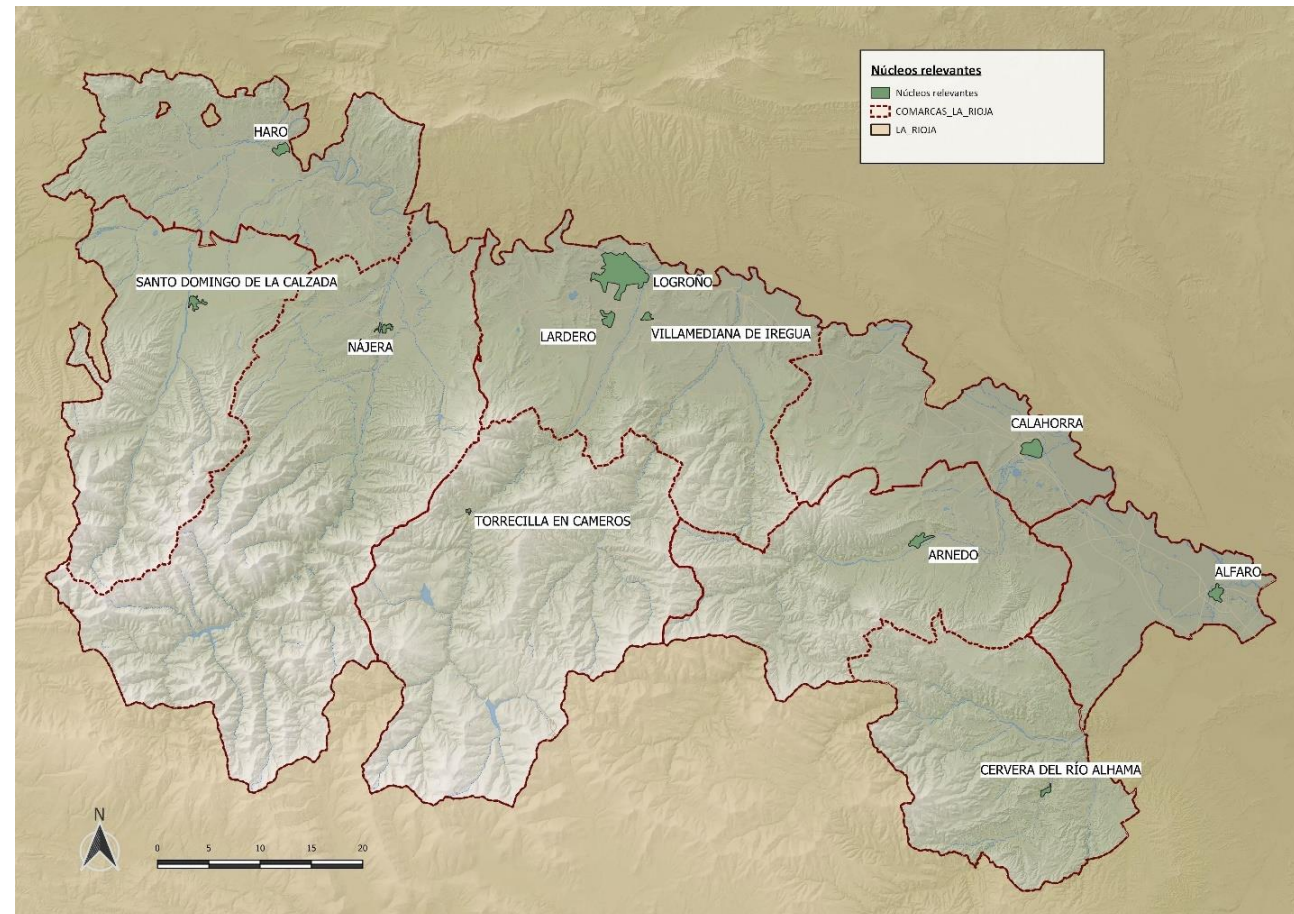 Núcleos relevantes
Núcleos relevantes
COMARCAS_LA_RIOJA
LA_RIOJA
HARO
SANTO DOMINGO DE LA CALZADA
LOGROÑO
NÁJERA
LARDERO
VILLAMEDIANA DE IREGUA
CALAHORRA
TORRECILLA EN CAMEROS
ARNEDO
ALFARO
CERVERA DEL RÍO ALHAMA
N
0 5 10 15 20